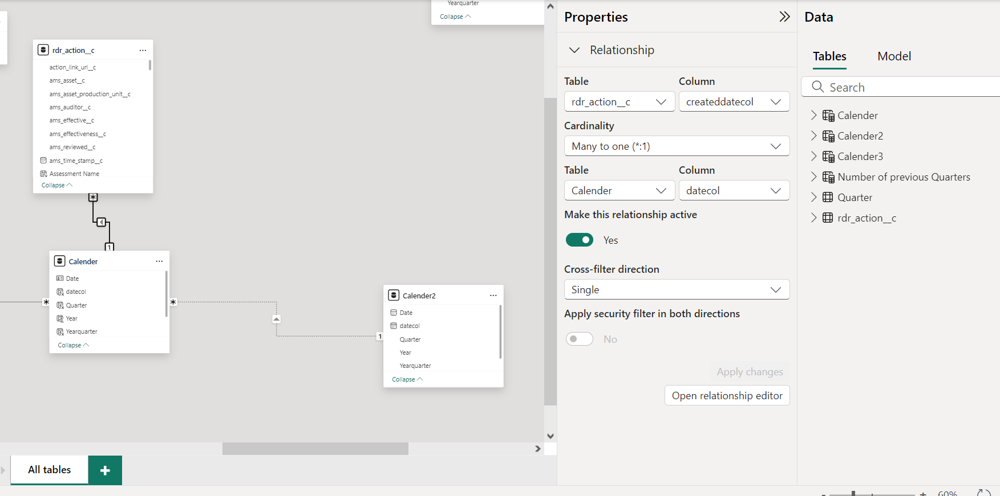 Yearquarter
Collapse
rdr_action__c
action_link_url__c
ams_asset__c
ams_asset_production_unit__c
ams_auditor__c
ams_effective__c
ams_effectiveness__c
ams_reviewed__c
ams_time_stamp__c
Assessment Name
Collapse
*
1
Calender
Date
datecol
Quarter
Year
Yearquarter
Collapse
*
*
1
Calender2
Date
datecol
Quarter
Year
Yearquarter
Collapse
All tables
+
Properties
Relationship
Table
Column
rdr_action__c
createddatecol
Cardinality
Many to one (*:1)
Table
Column
Calender
datecol
Make this relationship active
Yes
Cross-filter direction
Single
Apply security filter in both directions
No
Apply changes
Open relationship editor
Data
Tables
Model
Search
Calender
Calender2
Calender3
Number of previous Quarters
Quarter
rdr_action__c
- + 60%